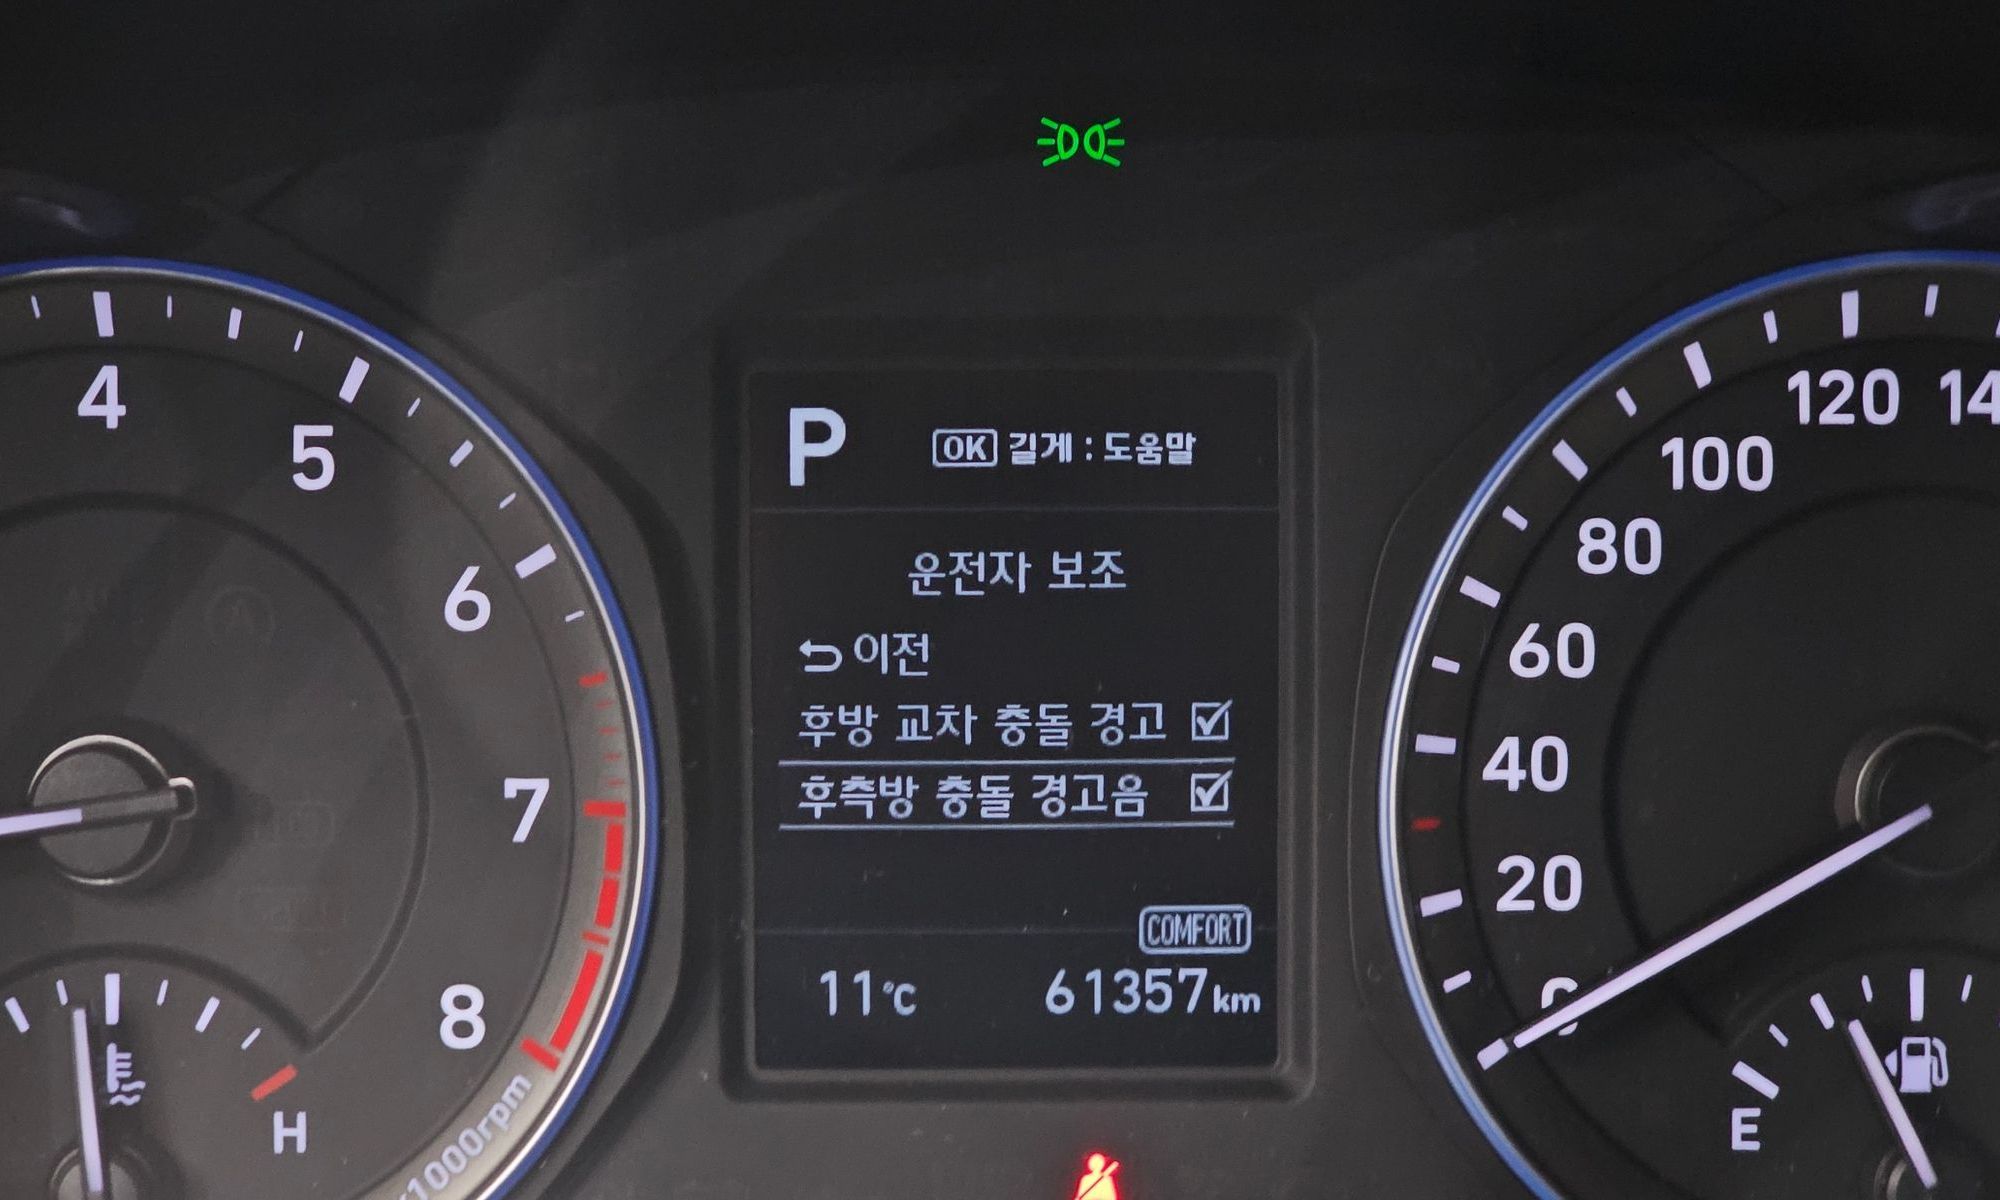 4
5
6
7
8
x1000rpm
H
P OK 길게 : 도움말
운전자 보조
이전
후방 교차 충돌 경고
후측방 충돌 경고음
COMFORT
11°C 61357km
120
100
80
60
40
20
0
E